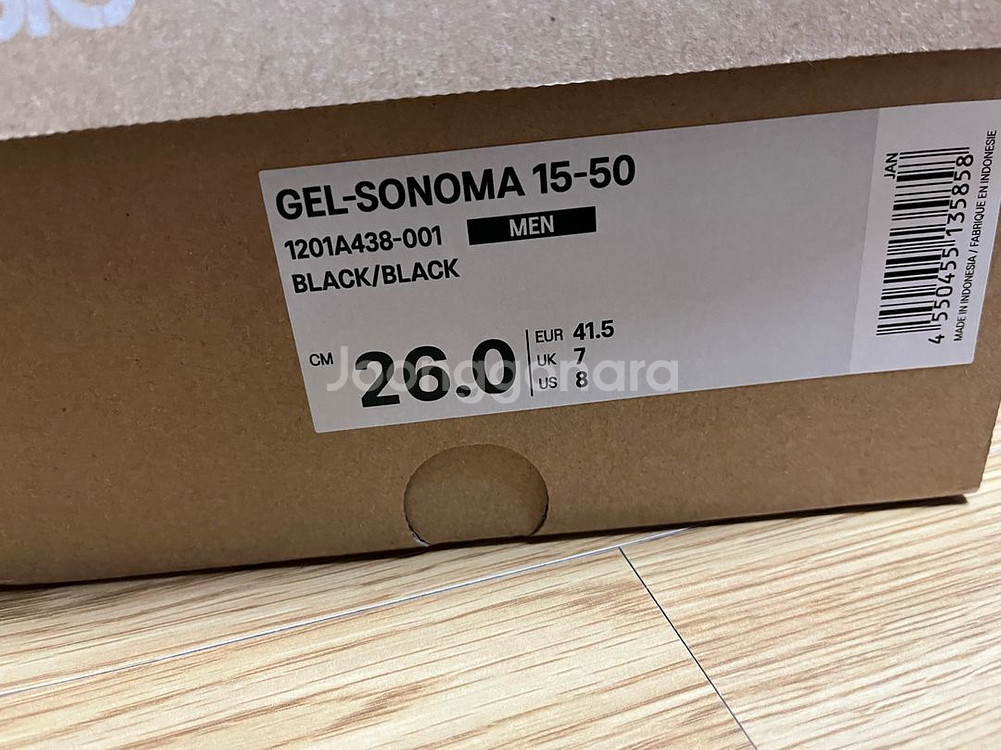 GEL-SONOMA 15-50
1201A438-001 MEN
BLACK/BLACK
CM 26.0
EUR 41.5
UK 7
US 8
Joonggonara
JAN
4 550455 135858
MADE IN INDONESIA / FABRIQUE EN INDONESIE